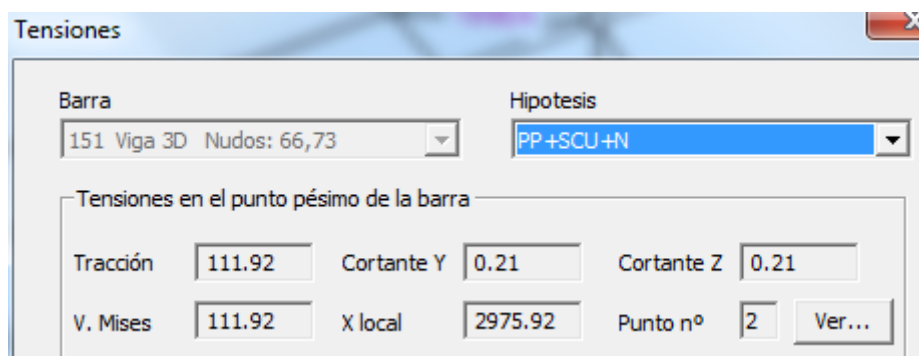 Tensiones
Barra Hipotesis
151 Viga 3D Nudos: 66,73 PP+SCU+N
Tensiones en el punto pésimo de la barra
Tracción 111.92 Cortante Y 0.21 Cortante Z 0.21
V. Mises 111.92 X local 2975.92 Punto nº 2 Ver...